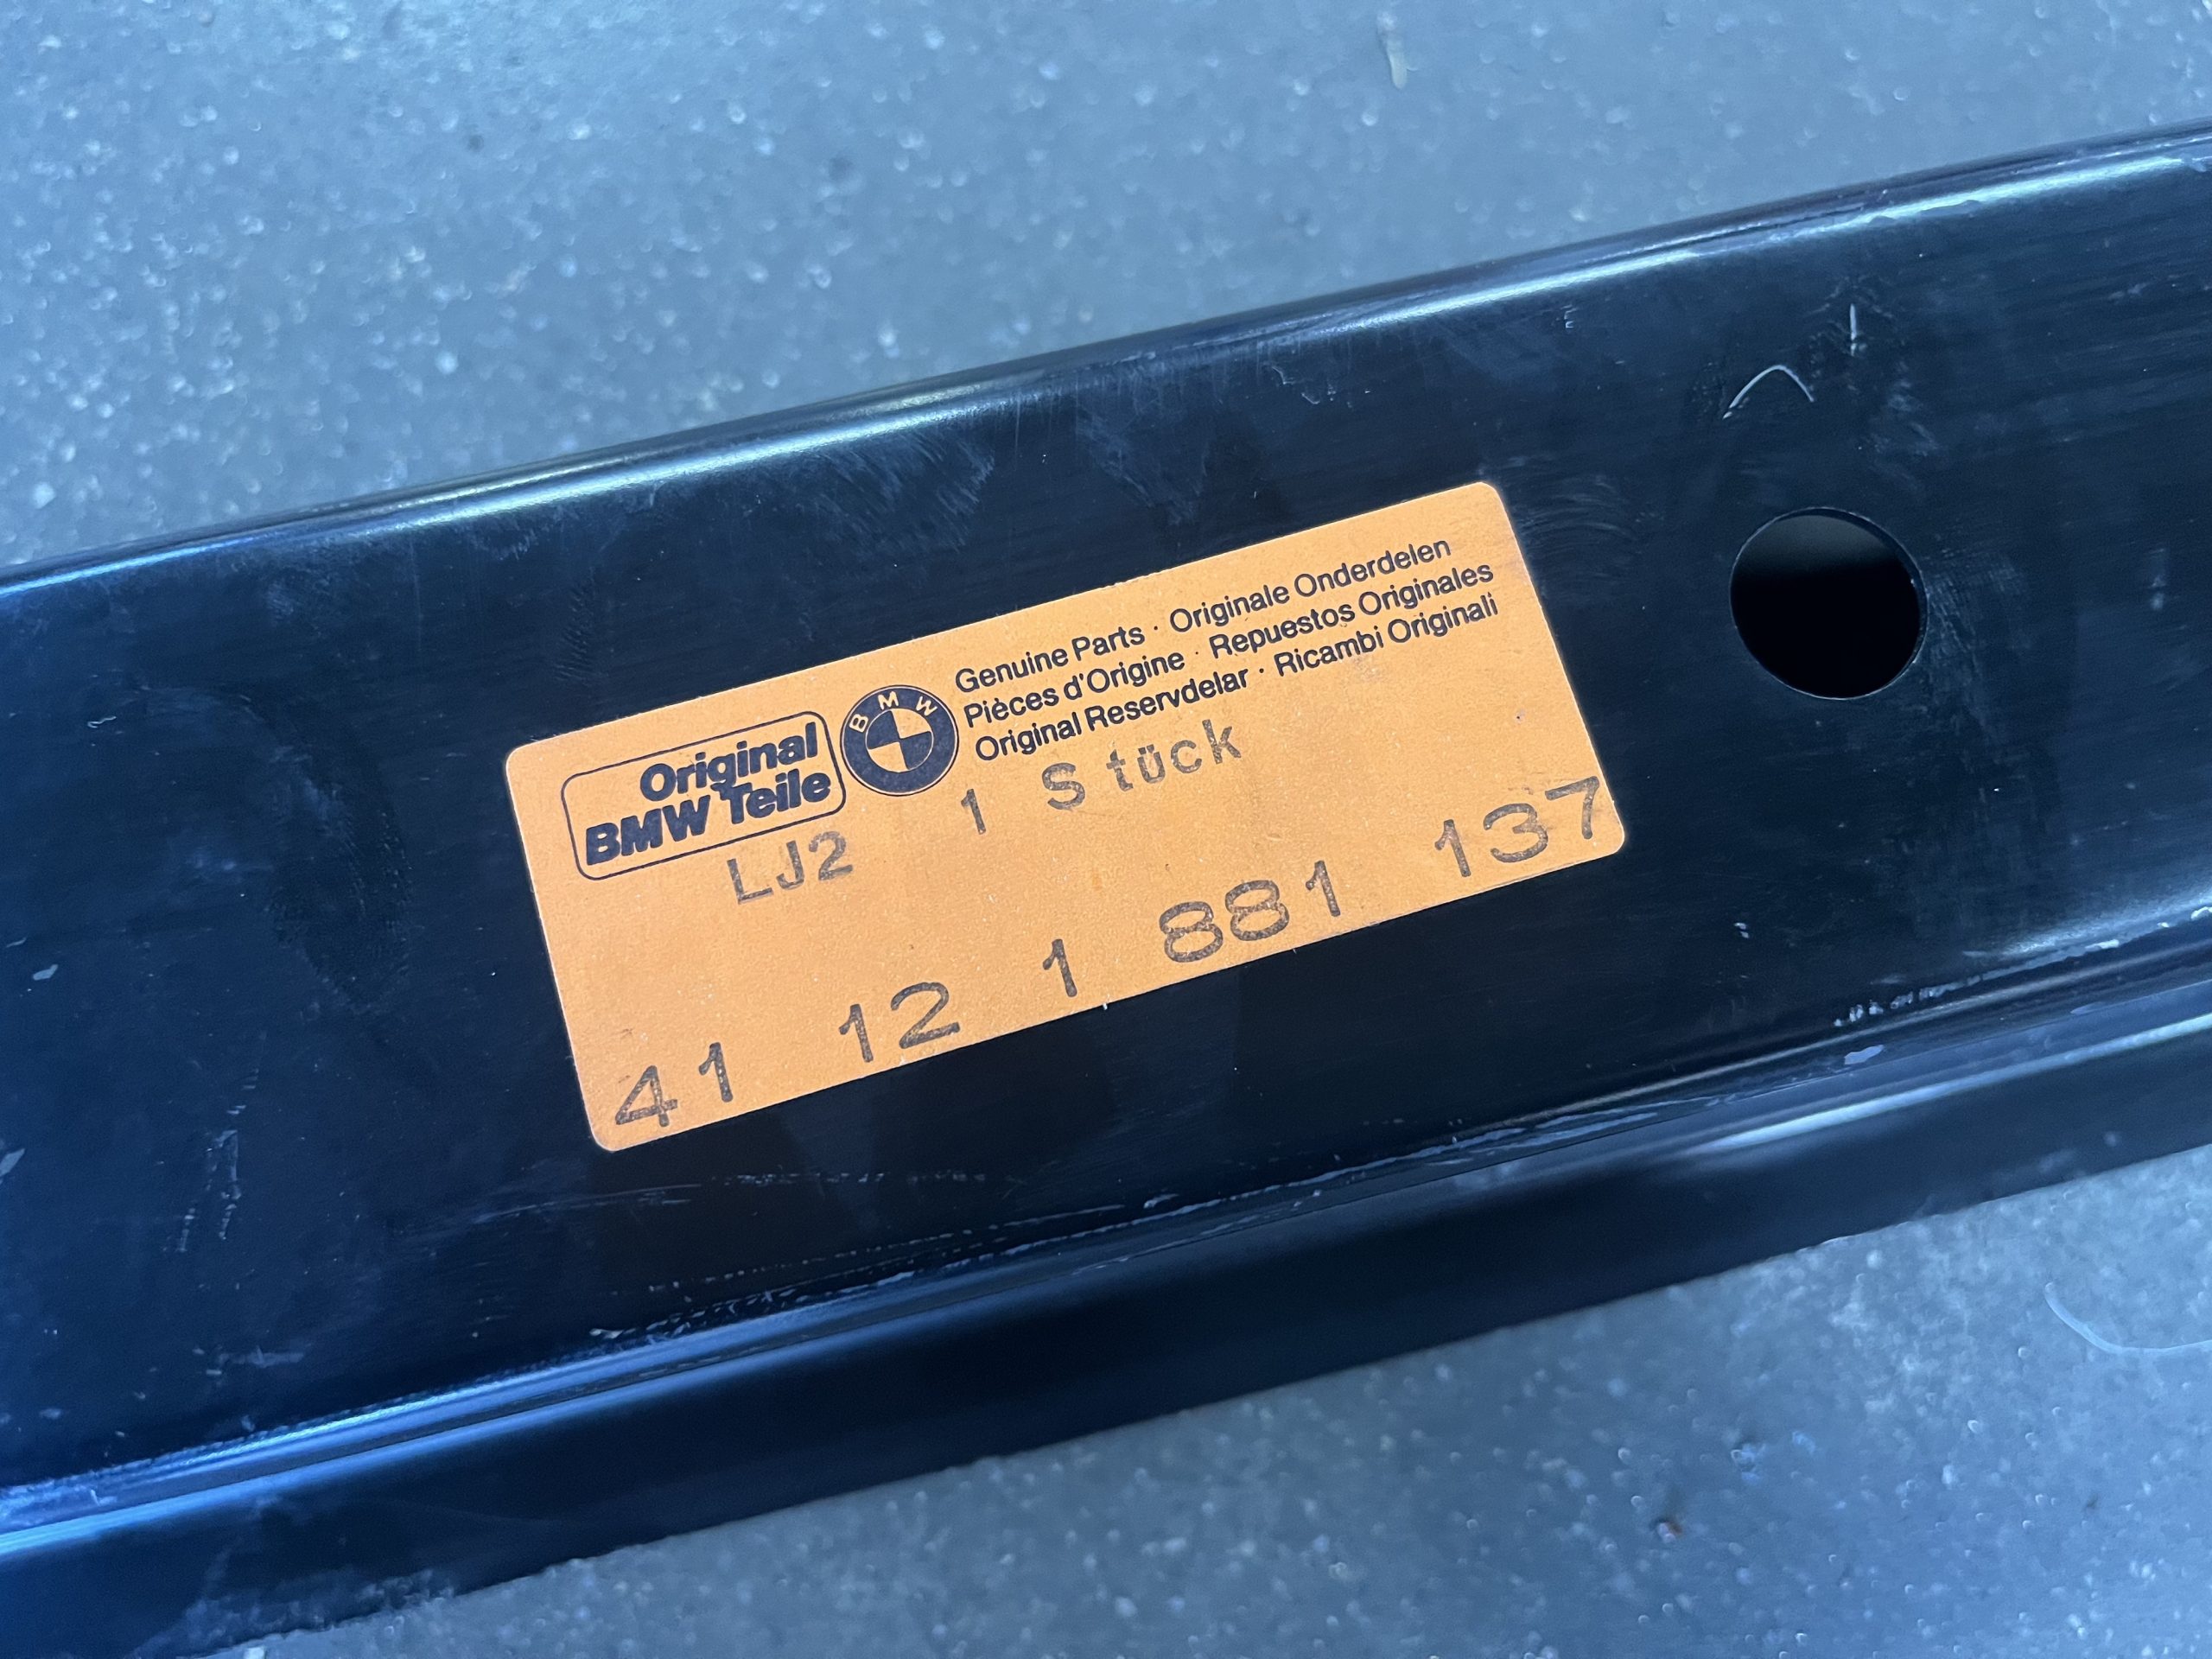 Original
BMW Teile
BMW
Genuine Parts · Originale Onderdelen
Pièces d'Origine · Repuestos Originales
Original Reservdelar · Ricambi Originali
LJ2 1 Stück
41 12 1 881 137